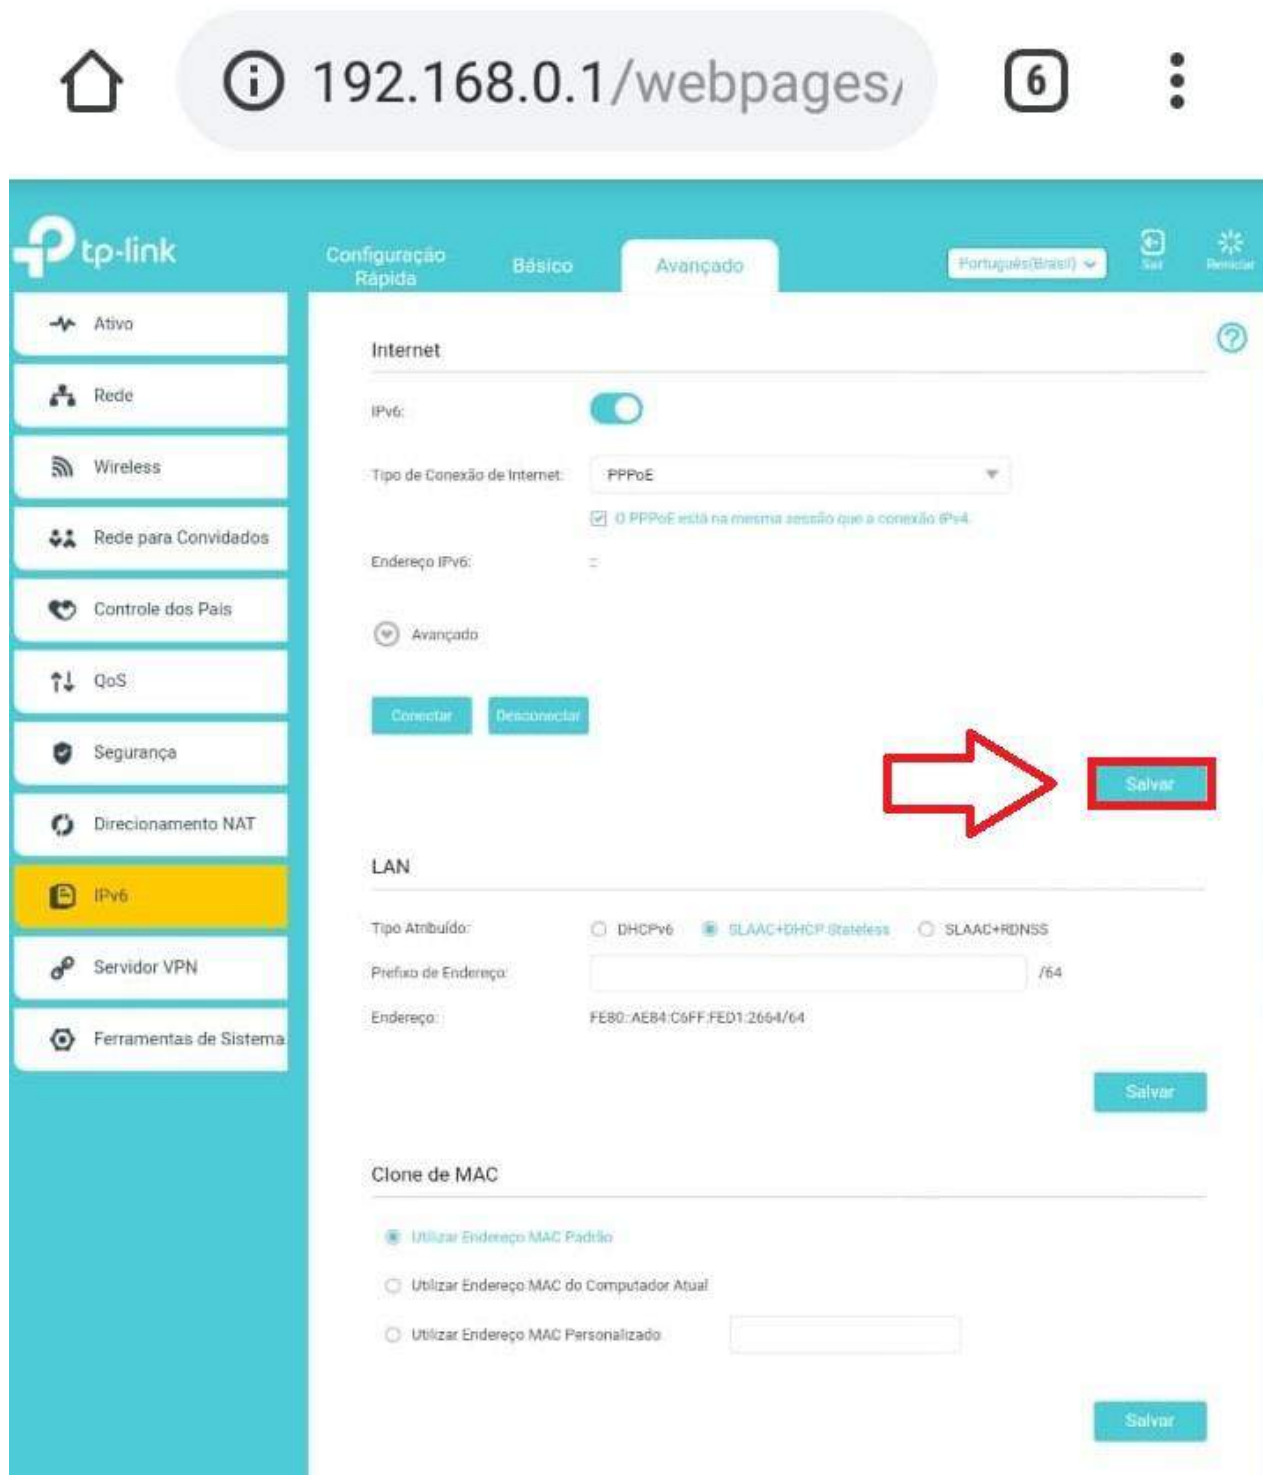 192.168.0.1/webpages/
6
tp-link
Configuração
Rápida
Básico
Avançado
Português(Brasil)
Sair
Reiniciar
Ativo
Rede
Wireless
Rede para Convidados
Controle dos Pais
QoS
Segurança
Direcionamento NAT
IPv6
Servidor VPN
Ferramentas de Sistema
Internet
IPv6:
Tipo de Conexão de Internet: PPPoE
O PPPoE está na mesma sessão que a conexão IPv4.
Endereço IPv6: ::
Avançado
Conectar Desconectar
Salvar
LAN
Tipo Atribuído: DHCPv6 SLAAC+DHCP Stateless SLAAC+RDNSS
Prefixo de Endereço: /64
Endereço: FE80::AE84:C6FF:FED1:2664/64
Salvar
Clone de MAC
Utilizar Endereço MAC Padrão
Utilizar Endereço MAC do Computador Atual
Utilizar Endereço MAC Personalizado
Salvar